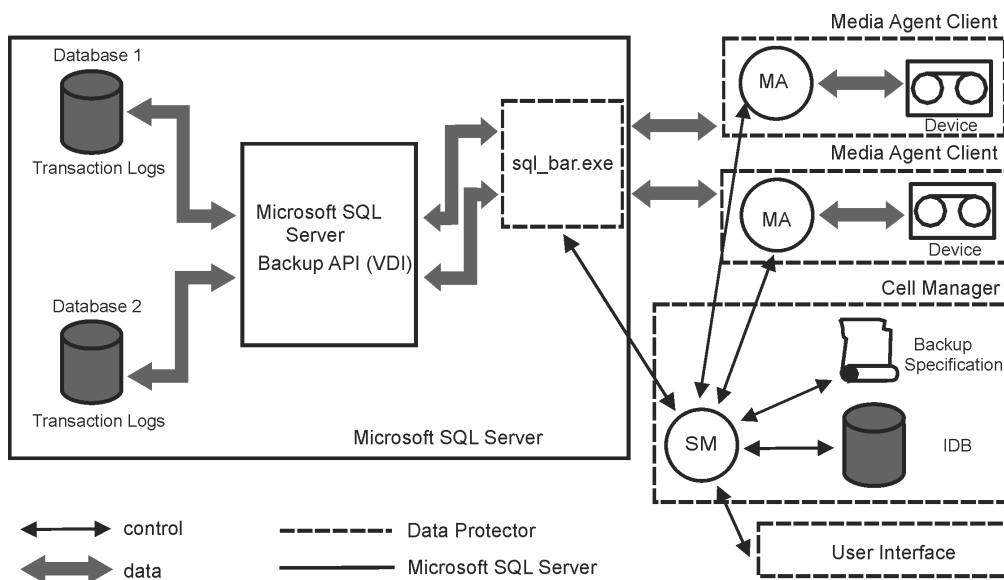 Media Agent Client
Database 1
MA
Device
Transaction Logs
sql_bar.exe
Media Agent Client
Microsoft SQL
Server
Backup API (VDI)
MA
Device
Cell Manager
Database 2
Backup
Specification
Transaction Logs
Microsoft SQL Server
SM
IDB
control
Data Protector
User Interface
data
Microsoft SQL Server